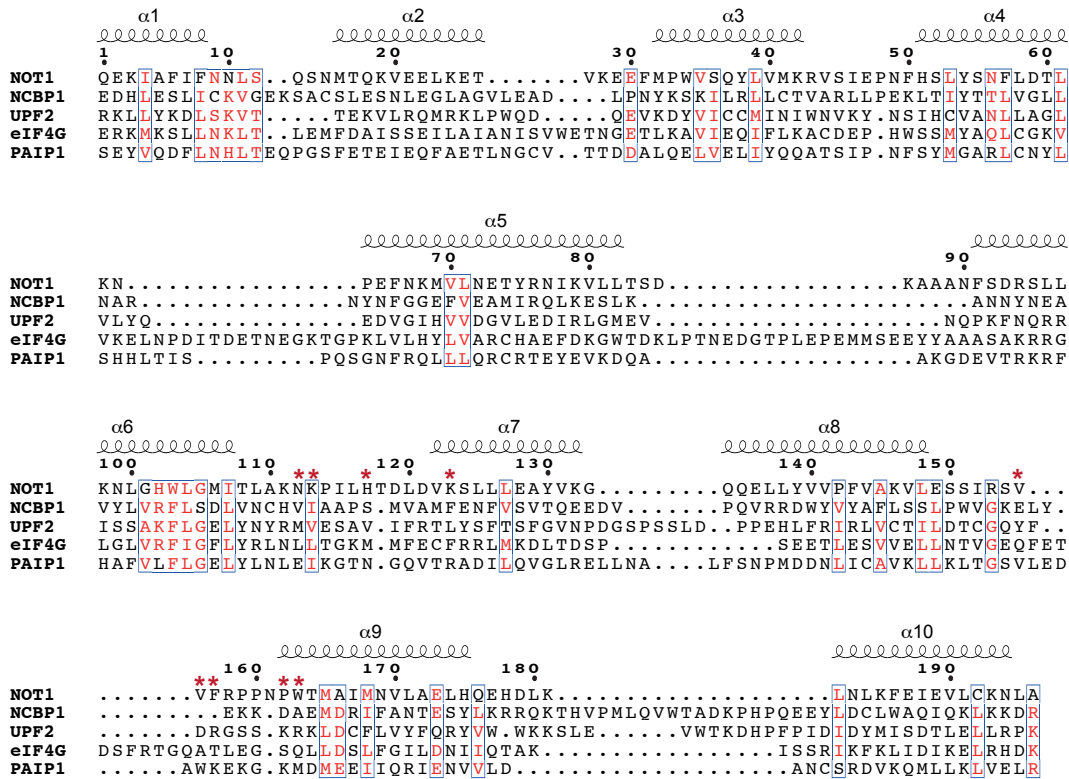 α1 α2 α3 α4
1 10 20 30 40 50 60
NOT1 QEKIAFIFNNLS..QSNMTQKVEELKET.......VKEEFMPWVSQYLVMKRVSIEPNFHSLYSNFLDTL
NCBP1 EDHLESLICKVGEKSACSLESNLEGLAGVLEAD.....LPNYKSKILRLLCTVARLLPEKLTIYTTLVGLL
UPF2 RKLLYKDLSKVT.....TEKVLRQMRKLPWQD......QEVKDYVICCMINIWNVKY.NSIHCVANLLAGL
eIF4G ERKMKSLLNKLT..LEMFDAISSEILAIANISVWETNGETLKAVIEQIFLKACDEP.HWSSMYAQLCGKV
PAIP1 SEYVQDFLNHLTEQPGSFETEIEQFAETLNGCV..TTDDALQELVELIYQQATSIP.NFSYMGARLCNYL
α5
70 80 90
NOT1 KN.................PEFNKMVLNETYRNIKVLLTSD..................KAAANFSDRSLL
NCBP1 NAR................NYNFGGEFVEAMIRQLKESLK....................ANNYNEA
UPF2 VLYQ...............EDVGIHVVDGVLEDIRLGMEV.....................NQPKFNQRR
eIF4G VKELNPDITDETNEGKTGPKLVLHYLVARCHAEFDKGWTDKLPTNEDGTPLEPEMMSEEYYAAASAKRRG
PAIP1 SHHLTIS.........PQSGNFRQLLLQRCRTEYEVKDQA.................AKGDEVTRKRF
α6 α7 α8
100 110 120 130 140 150
** * * *
NOT1 KNLGHWLGMITLAKNKPILHTDLDVKSLLLEAYVKG.........QQELLYVVPFVAKVLESSIRSV...
NCBP1 VYLVRFLSDLVNCHVIAAPS.MVAMFENFVSVTQEEDV......PQVRRDWYVYAFLSSLPWVGKELY..
UPF2 ISSAKFLGELYNYRMVESAV.IFRTLYSFTSFGVNPDGSPSSLD..PPEHLFRIRLVCTILDTCGQYF..
eIF4G LGLVRFIGFLYRLNLLTGKM.MFECFRRLMKDLTDSP...........SEETLESVVELLNTVGEQFET
PAIP1 HAFVLFLGELYLNLEIKGTN.GQVTRADILQVGLRELLNA....LFSNPMDDNLICAVKLLKLTGSVLED
α9 α10
160 170 180 190
** **
NOT1 .......VFRPPNPWTMAIMNVLAELHQEHDLK...................LNLKFEIEVLCKNLA
NCBP1 .........EKK.DAEMDRIFANTESYLKRRQKTHVPMLQVWTADKPHPQEEYLDCLWAQIQKLKKDR
UPF2 .......DRGSS.KRKLDCFLVYFQRYVW.WKKSLE.......VWTKDHPFPIDIDYMISDTLELLRPK
eIF4G DSFRTGQATLEG.SQLLDSLFGILDNIIQTAK..................ISSRIKFKLIDIKELRHDK
PAIP1 ......AWKEKG.KMDMEEIIQRIENVVLD....................ANCSRDVKQMLLKLVELR